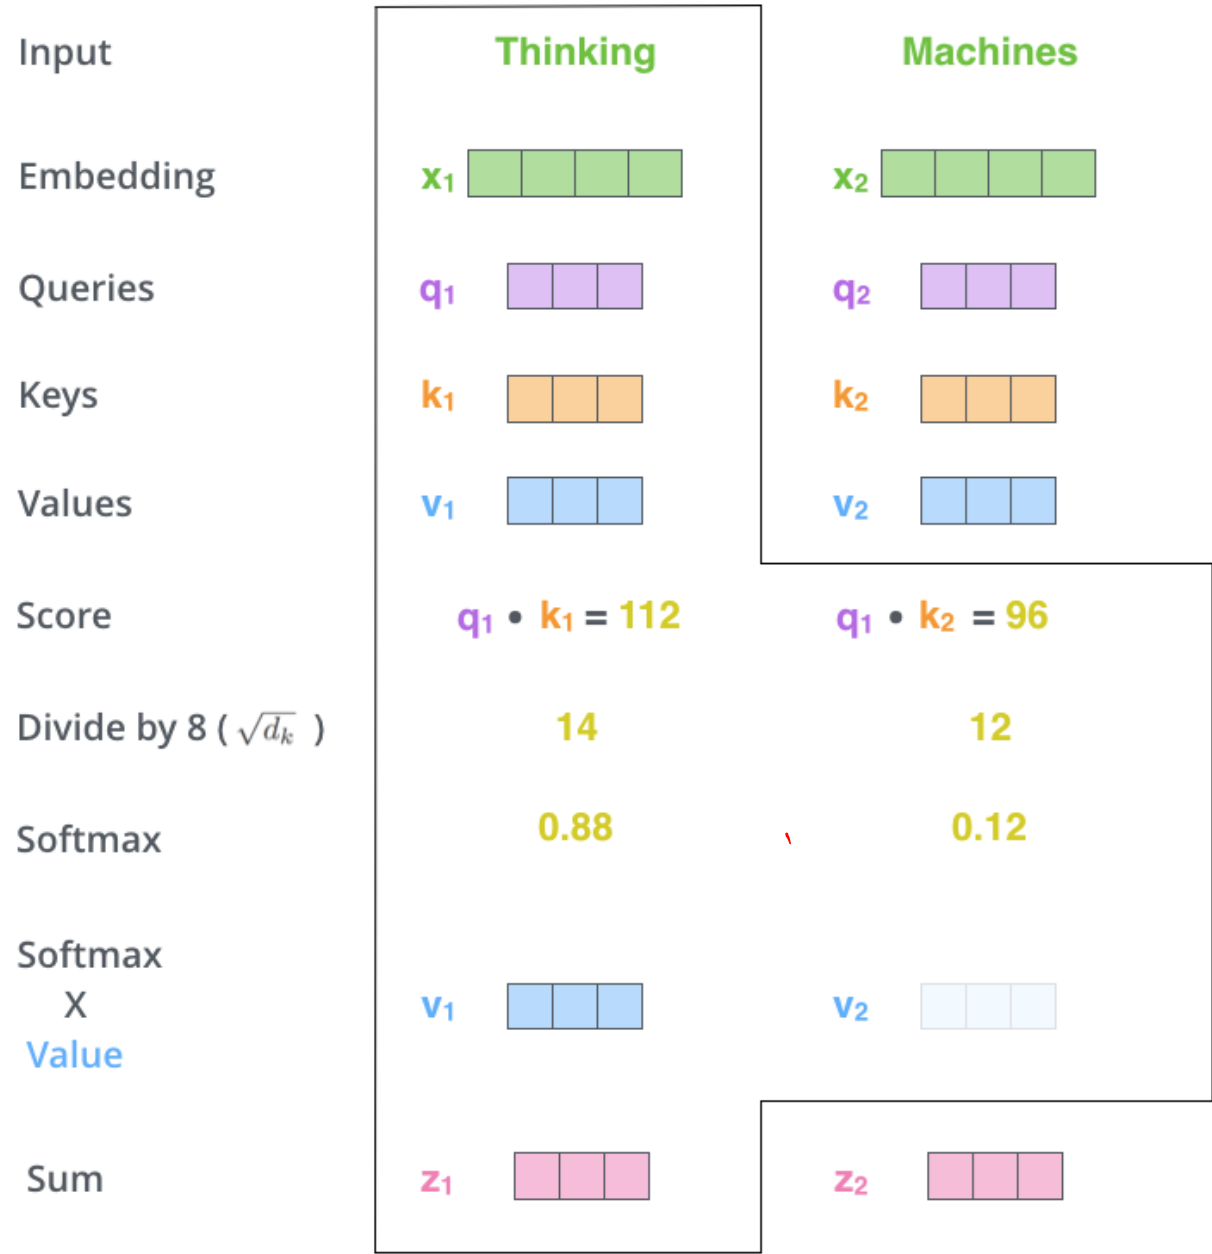 Input Thinking Machines
Embedding x₁ x₂
Queries q₁ q₂
Keys k₁ k₂
Values v₁ v₂
Score q₁ • k₁ = 112 q₁ • k₂ = 96
Divide by 8 ( √dₖ ) 14 12
Softmax 0.88 0.12
Softmax
X v₁ v₂
Value
Sum z₁ z₂